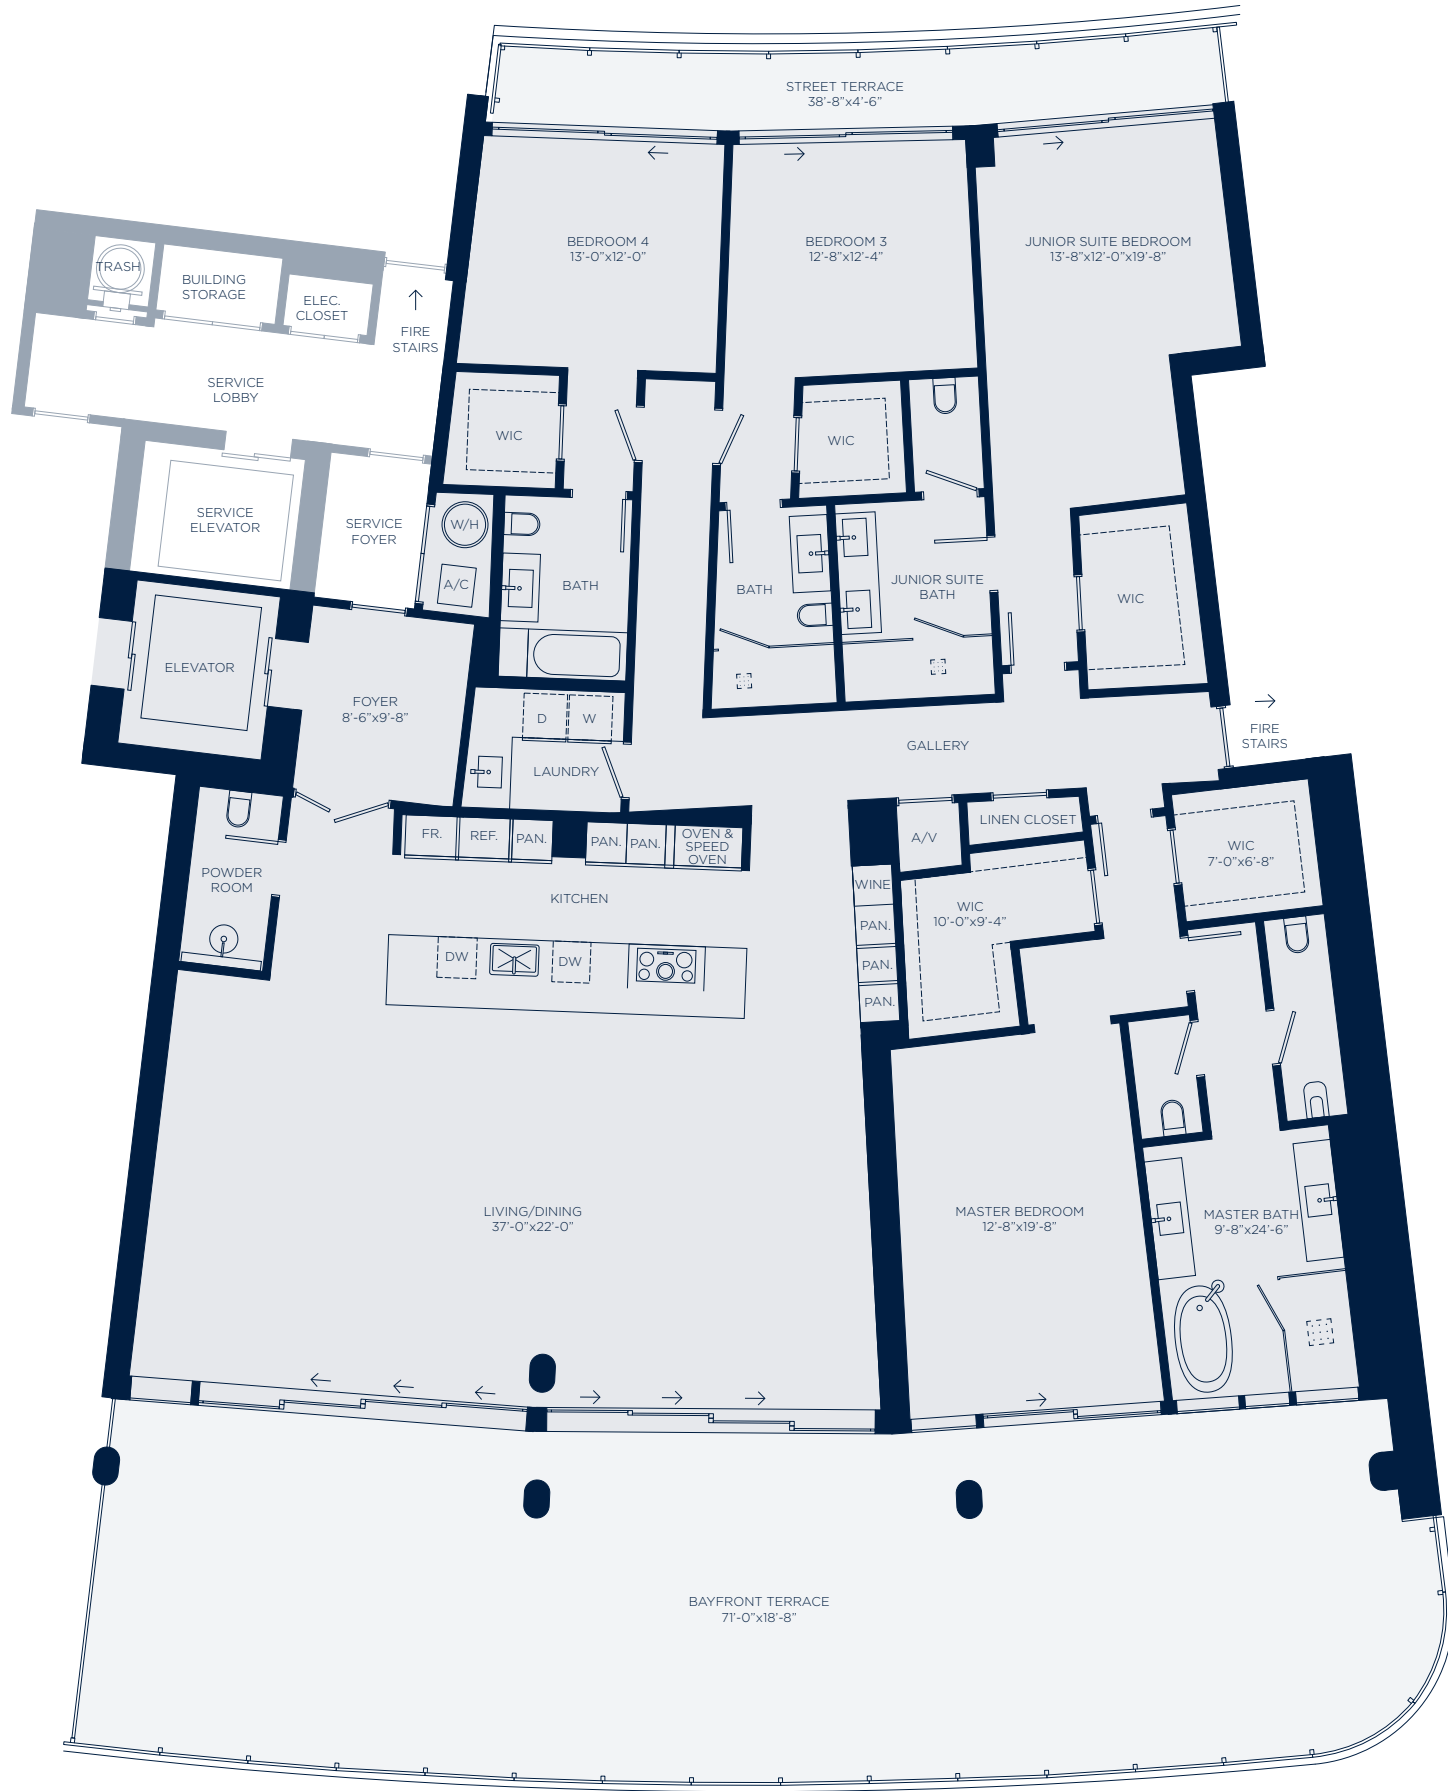 STREET TERRACE
38'-8"x4'-6"
BEDROOM 4
13'-0"x12'-0"
BEDROOM 3
12'-8"x12'-4"
JUNIOR SUITE BEDROOM
13'-8"x12'-0"x19'-8"
TRASH
BUILDING
STORAGE
ELEC.
CLOSET
FIRE
STAIRS
SERVICE
LOBBY
WIC
WIC
SERVICE
ELEVATOR
SERVICE
FOYER
W/H
A/C
BATH
BATH
JUNIOR SUITE
BATH
WIC
ELEVATOR
FOYER
8'-6"x9'-8"
D
W
LAUNDRY
GALLERY
FIRE
STAIRS
FR.
REF.
PAN.
PAN.
PAN.
OVEN &
SPEED
OVEN
A/V
LINEN CLOSET
WIC
7'-0"x6'-8"
POWDER
ROOM
KITCHEN
WINE
PAN.
PAN.
PAN.
WIC
10'-0"x9'-4"
DW
DW
LIVING/DINING
37'-0"x22'-0"
MASTER BEDROOM
12'-8"x19'-8"
MASTER BATH
9'-8"x24'-6"
BAYFRONT TERRACE
71'-0"x18'-8"